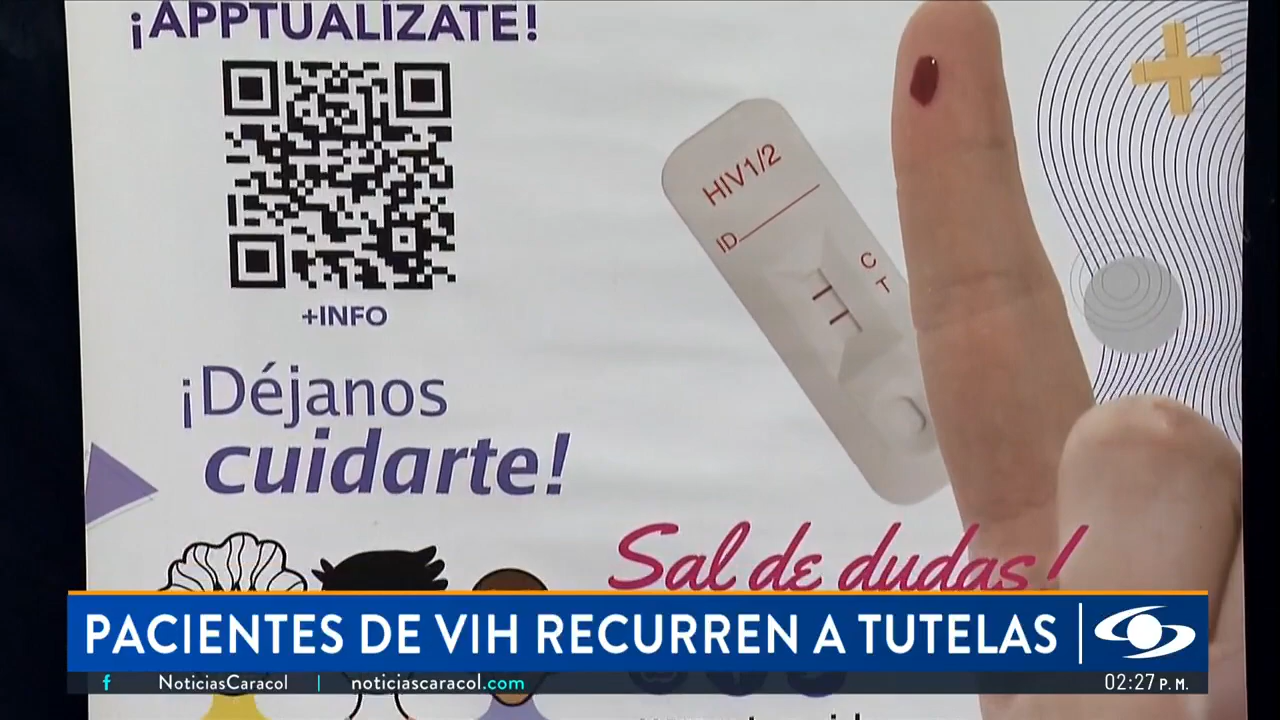 ¡APPTUALÍZATE!
+INFO
¡Déjanos
cuidarte!
HIV1/2
ID
C
T
Sal de dudas!
PACIENTES DE VIH RECURREN A TUTELAS
NoticiasCaracol | noticiascaracol.com
02:27 P.M.